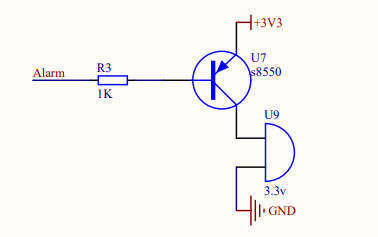 +3V3
U7
s8550
Alarm
R3
1K
U9
3.3v
GND